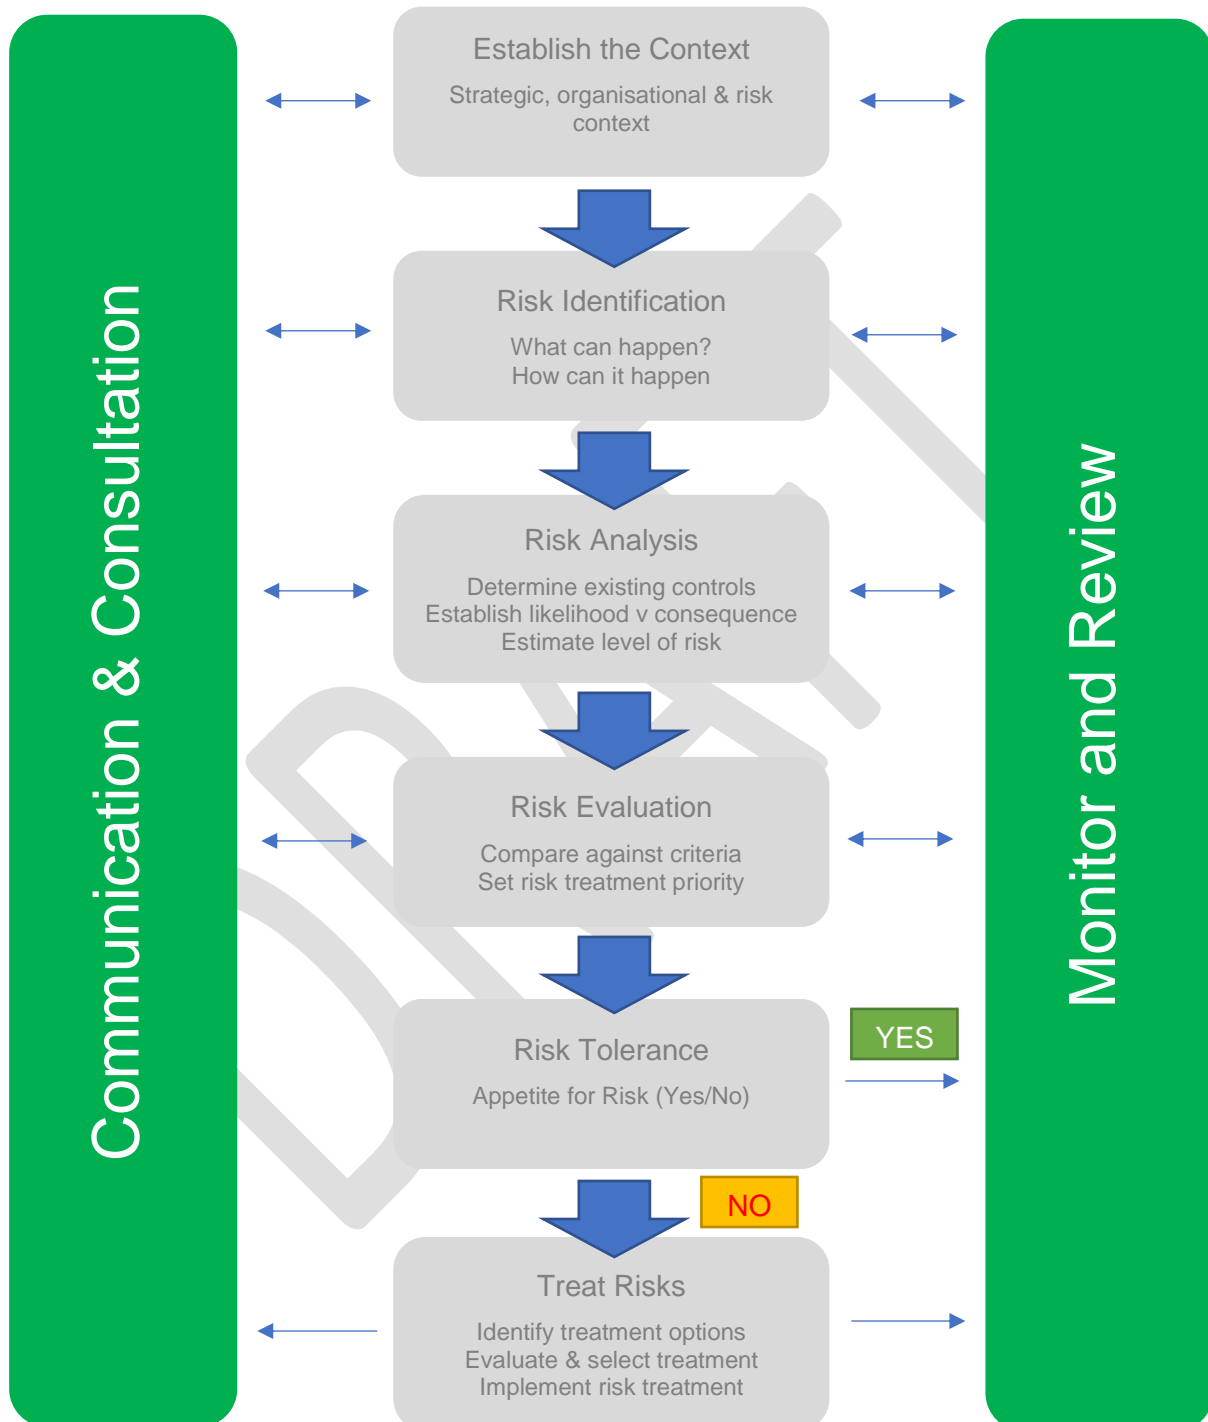 Communication & Consultation
Establish the Context
Strategic, organisational & risk
context
Risk Identification
What can happen?
How can it happen
Risk Analysis
Determine existing controls
Establish likelihood v consequence
Estimate level of risk
Risk Evaluation
Compare against criteria
Set risk treatment priority
Risk Tolerance
Appetite for Risk (Yes/No)
YES
NO
Treat Risks
Identify treatment options
Evaluate & select treatment
Implement risk treatment
Monitor and Review
DRAFT